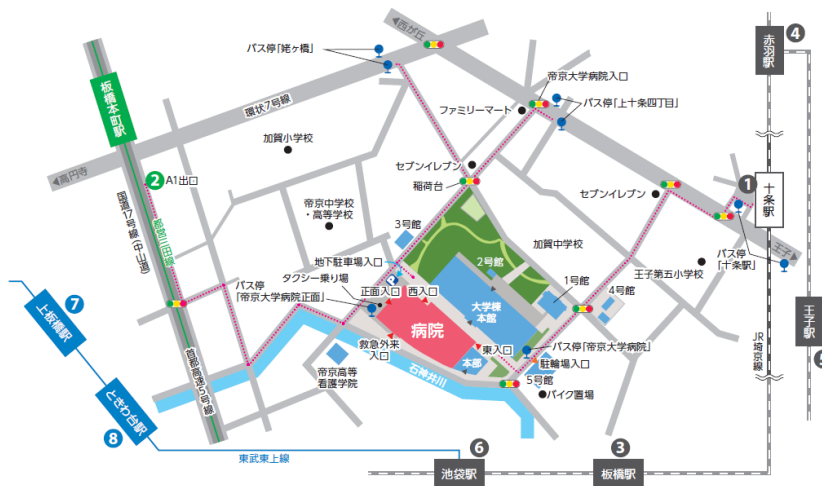 ◀西が丘
4
赤羽駅
バス停「姥ヶ橋」
帝京大学病院入口
板橋本町駅
環状7号線
ファミリーマート
バス停「上十条四丁目」
加賀小学校
◀高円寺
2
A1出口
セブンイレブン
稲荷台
セブンイレブン
1
十条駅
国道17号線(中山道)
都営三田線
帝京中学校
・高等学校
3号館
加賀中学校
王子▶
バス停
「十条駅」
地下駐車場入口
タクシー乗り場
2号館
王子第五小学校
バス停
「帝京大学病院正面」
正面入口
西入口
大学棟
本館
1号館
4号館
7
上板橋駅
病院
王子駅
救急外来
入口
東入口
バス停「帝京大学病院」
JR埼京線
首都高速5号線
帝京高等
看護学院
石神井川
本部
駐輪場入口
5号館
バイク置場
ときわ台駅
8
東武東上線
6
池袋駅
3
板橋駅